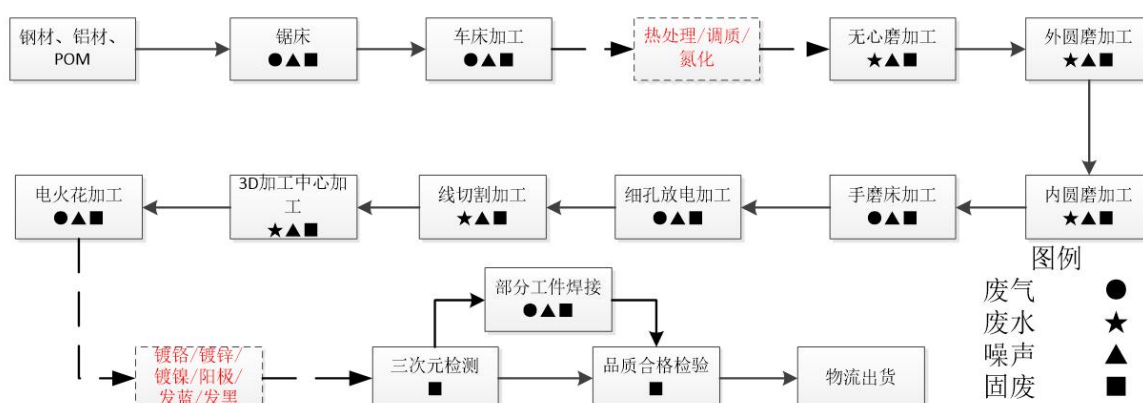 钢材、铝材、
POM
锯床
●▲■
车床加工
●▲■
热处理/调质/
氮化
无心磨加工
★▲■
外圆磨加工
★▲■
电火花加工
●▲■
3D加工中心加
工
★▲■
线切割加工
★▲■
细孔放电加工
●▲■
手磨床加工
●▲■
内圆磨加工
★▲■
图例
废气 ●
废水 ★
噪声 ▲
固废 ■
部分工件焊接
●▲■
镀铬/镀锌/
镀镍/阳极/
发蓝/发黑
三次元检测
■
品质合格检验
■
物流出货